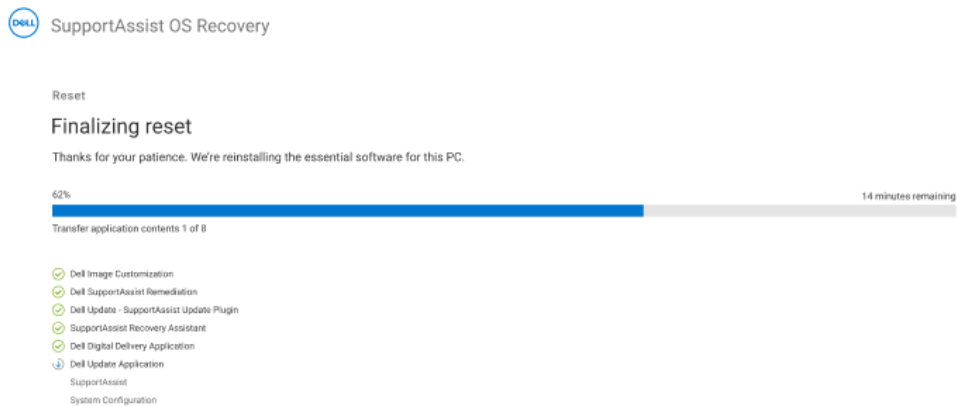 DELL
SupportAssist OS Recovery
Reset
Finalizing reset
Thanks for your patience. We're reinstalling the essential software for this PC.
62%
14 minutes remaining
Transfer application contents 1 of 8
Dell Image Customization
Dell SupportAssist Remediation
Dell Update - SupportAssist Update Plugin
SupportAssist Recovery Assistant
Dell Digital Delivery Application
Dell Update Application
SupportAssist
System Configuration